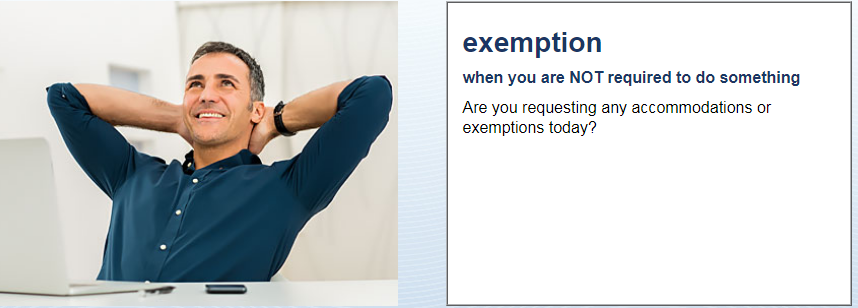 exemption
when you are NOT required to do something
Are you requesting any accommodations or
exemptions today?